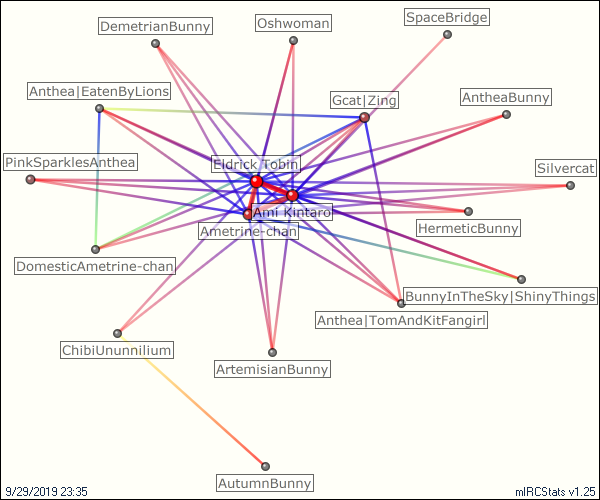 SpaceBridge
Oshwoman
DemetrianBunny
Anthea|EatenByLions
Gcat|Zing
AntheaBunny
PinkSparklesAnthea
Eldrick_Tobin
Silvercat
Ami_Kintaro
Ametrine-chan
HermeticBunny
DomesticAmetrine-chan
BunnyInTheSky|ShinyThings
Anthea|TomAndKitFangirl
ChibiUnunnilium
ArtemisianBunny
AutumnBunny
9/29/2019 23:35
mIRCStats v1.25